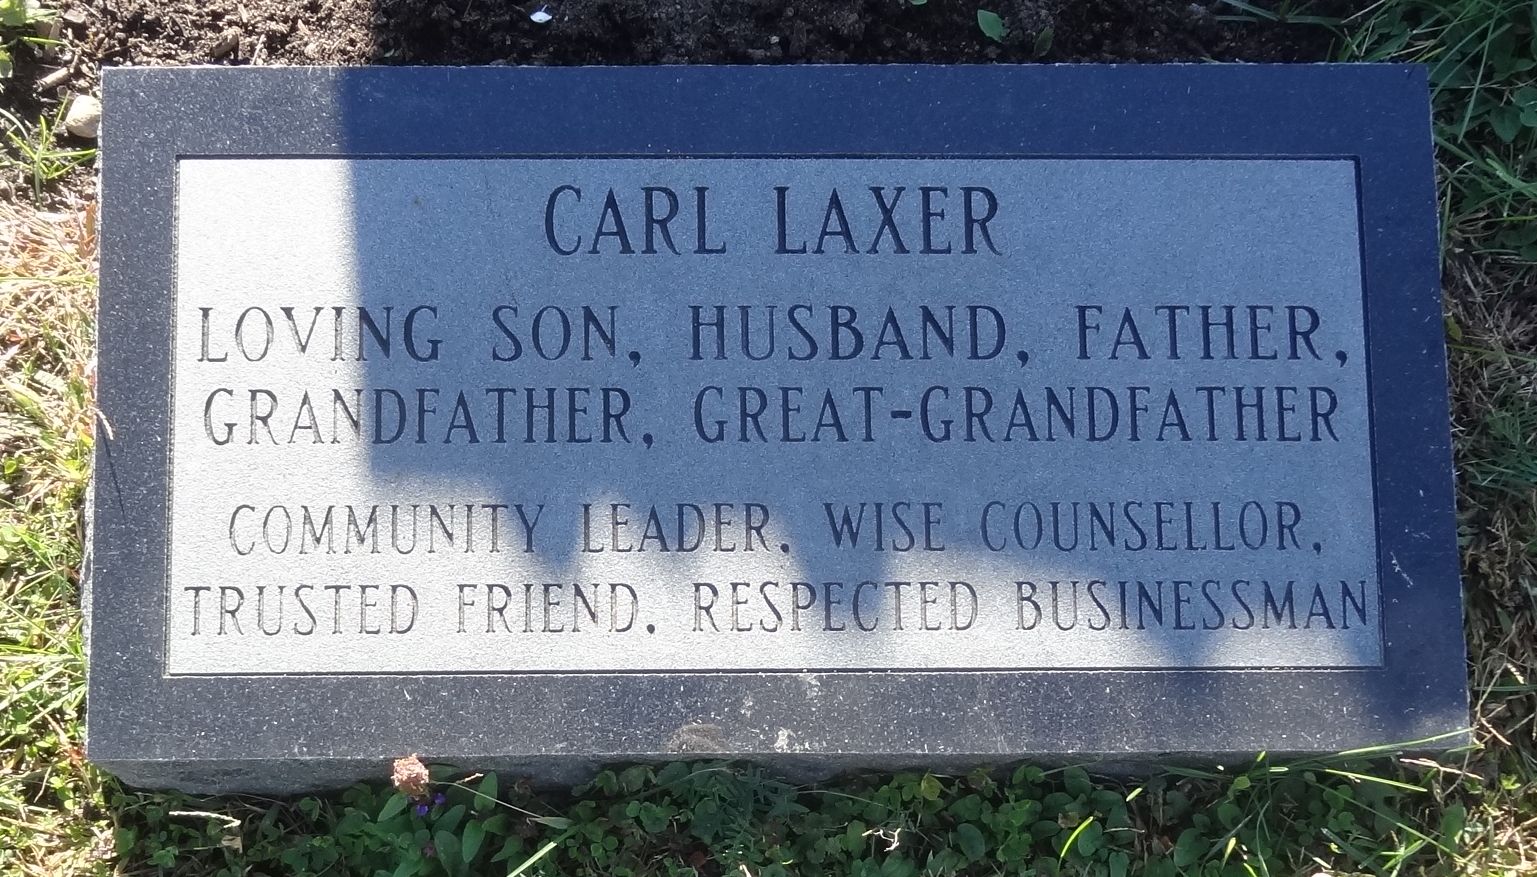 CARL LAXER
LOVING SON, HUSBAND, FATHER,
GRANDFATHER, GREAT-GRANDFATHER
COMMUNITY LEADER. WISE COUNSELLOR,
TRUSTED FRIEND. RESPECTED BUSINESSMAN